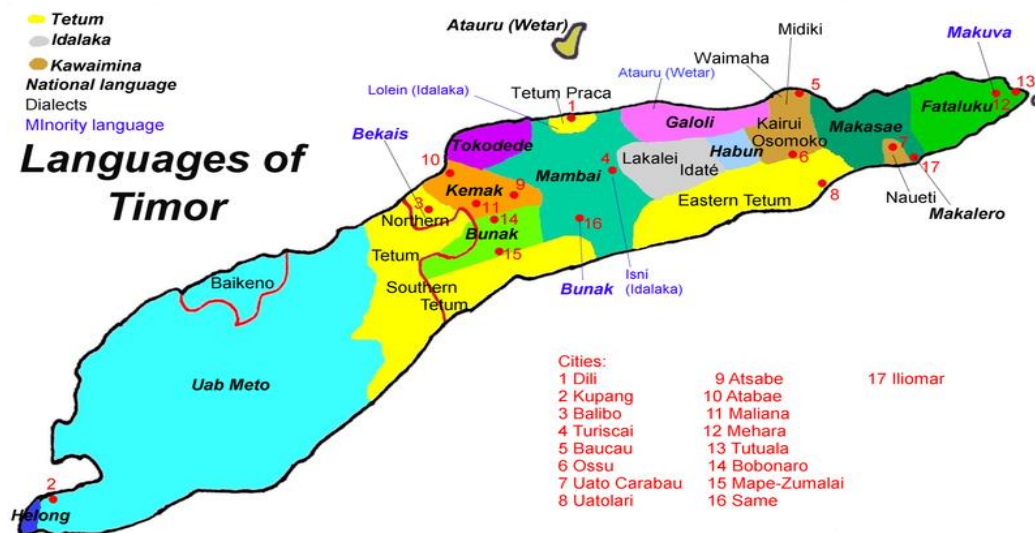 Tetum
Idalaka
Kawaimina
National language
Dialects
MInority language
Languages of
Timor
Atauru (Wetar)
Midiki
Waimaha
Makuva
5
13
12
Fataluku
Atauru (Wetar)
Tetum Praca
1
Lolein (Idalaka)
Galoli
Kairui
Makasae
Osomoko
7
6
17
Bekais
Tokodede
Habun
Lakalei
Idaté
Mambai
4
10
Kemak
9
8
Naueti
Makalero
Eastern Tetum
3
11
Northern
14
16
Bunak
15
Tetum
Isni
(Idalaka)
Bunak
Baikeno
Southern
Tetum
Uab Meto
2
Helong
Cities:
1 Dili
2 Kupang
3 Balibo
4 Turiscai
5 Baucau
6 Ossu
7 Uato Carabau
8 Uatolari
9 Atsabe
10 Atabae
11 Maliana
12 Mehara
13 Tutuala
14 Bobonaro
15 Mape-Zumalai
16 Same
17 Iliomar